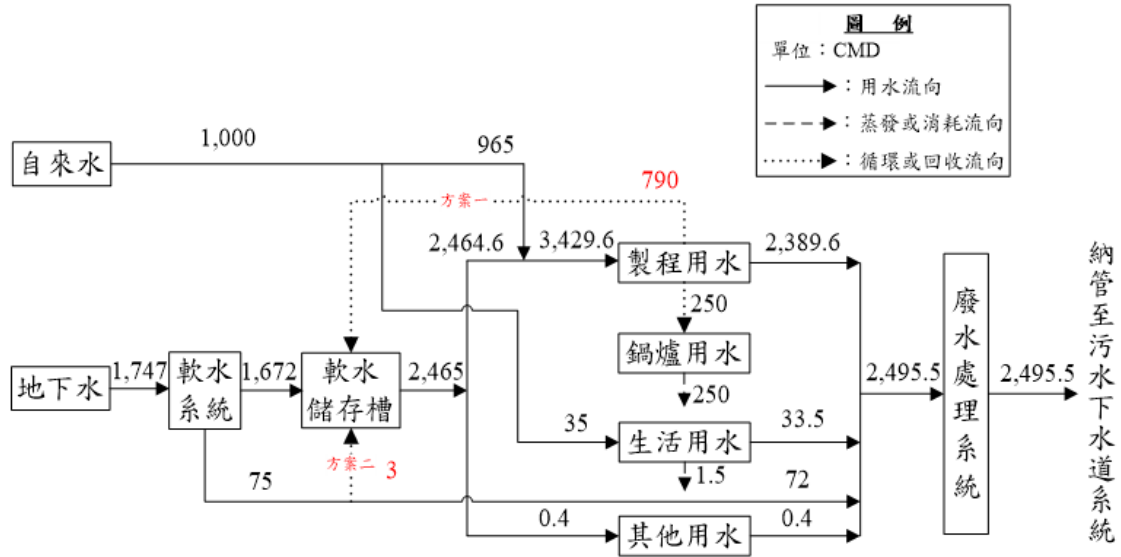 圖 例
單位：CMD
：用水流向
：蒸發或消耗流向
：循環或回收流向
1,000
965
自來水
790
方案一
2,464.6
3,429.6
製程用水
2,389.6
250
鍋爐用水
250
地下水
1,747
軟水
系統
1,672
軟水
儲存槽
2,465
35
生活用水
33.5
1.5
方案二
3
75
72
0.4
其他用水
0.4
2,495.5
廢水處理系統
2,495.5
納管至污水下水道系統